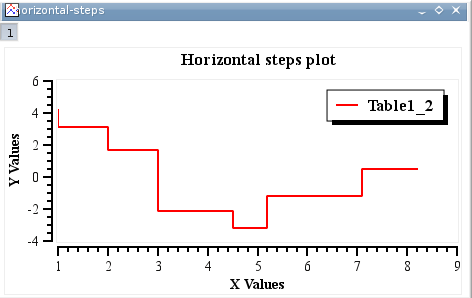 horizontal-steps
1
Horizontal steps plot
Table1_2
Y Values
6
4
2
0
-2
-4
1 2 3 4 5 6 7 8 9
X Values